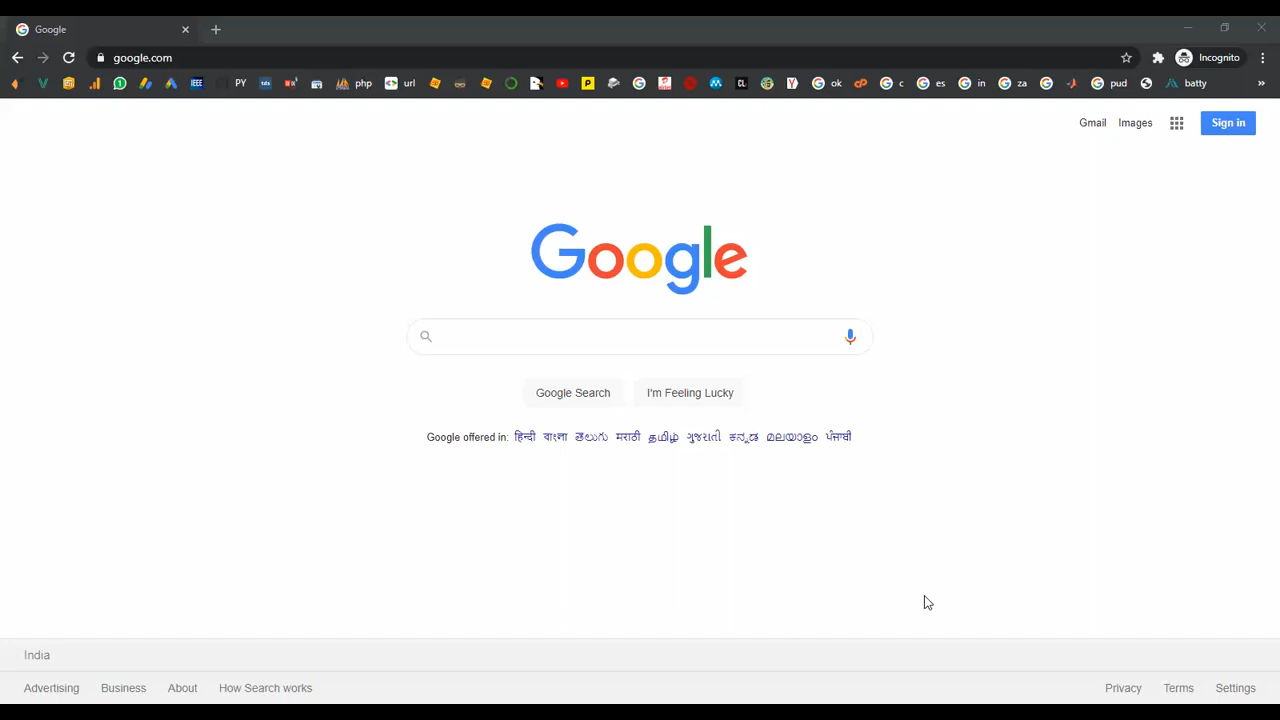 Google
google.com
Incognito
PY php url ok c es in za pud batty
Gmail Images Sign in
Google
Google Search I'm Feeling Lucky
Google offered in: हिन्दी বাংলা తెలుగు मराठी தமிழ் ગુજરાતી ಕನ್ನಡ മലയാളം ਪੰਜਾਬੀ
India
Advertising Business About How Search works Privacy Terms Settings